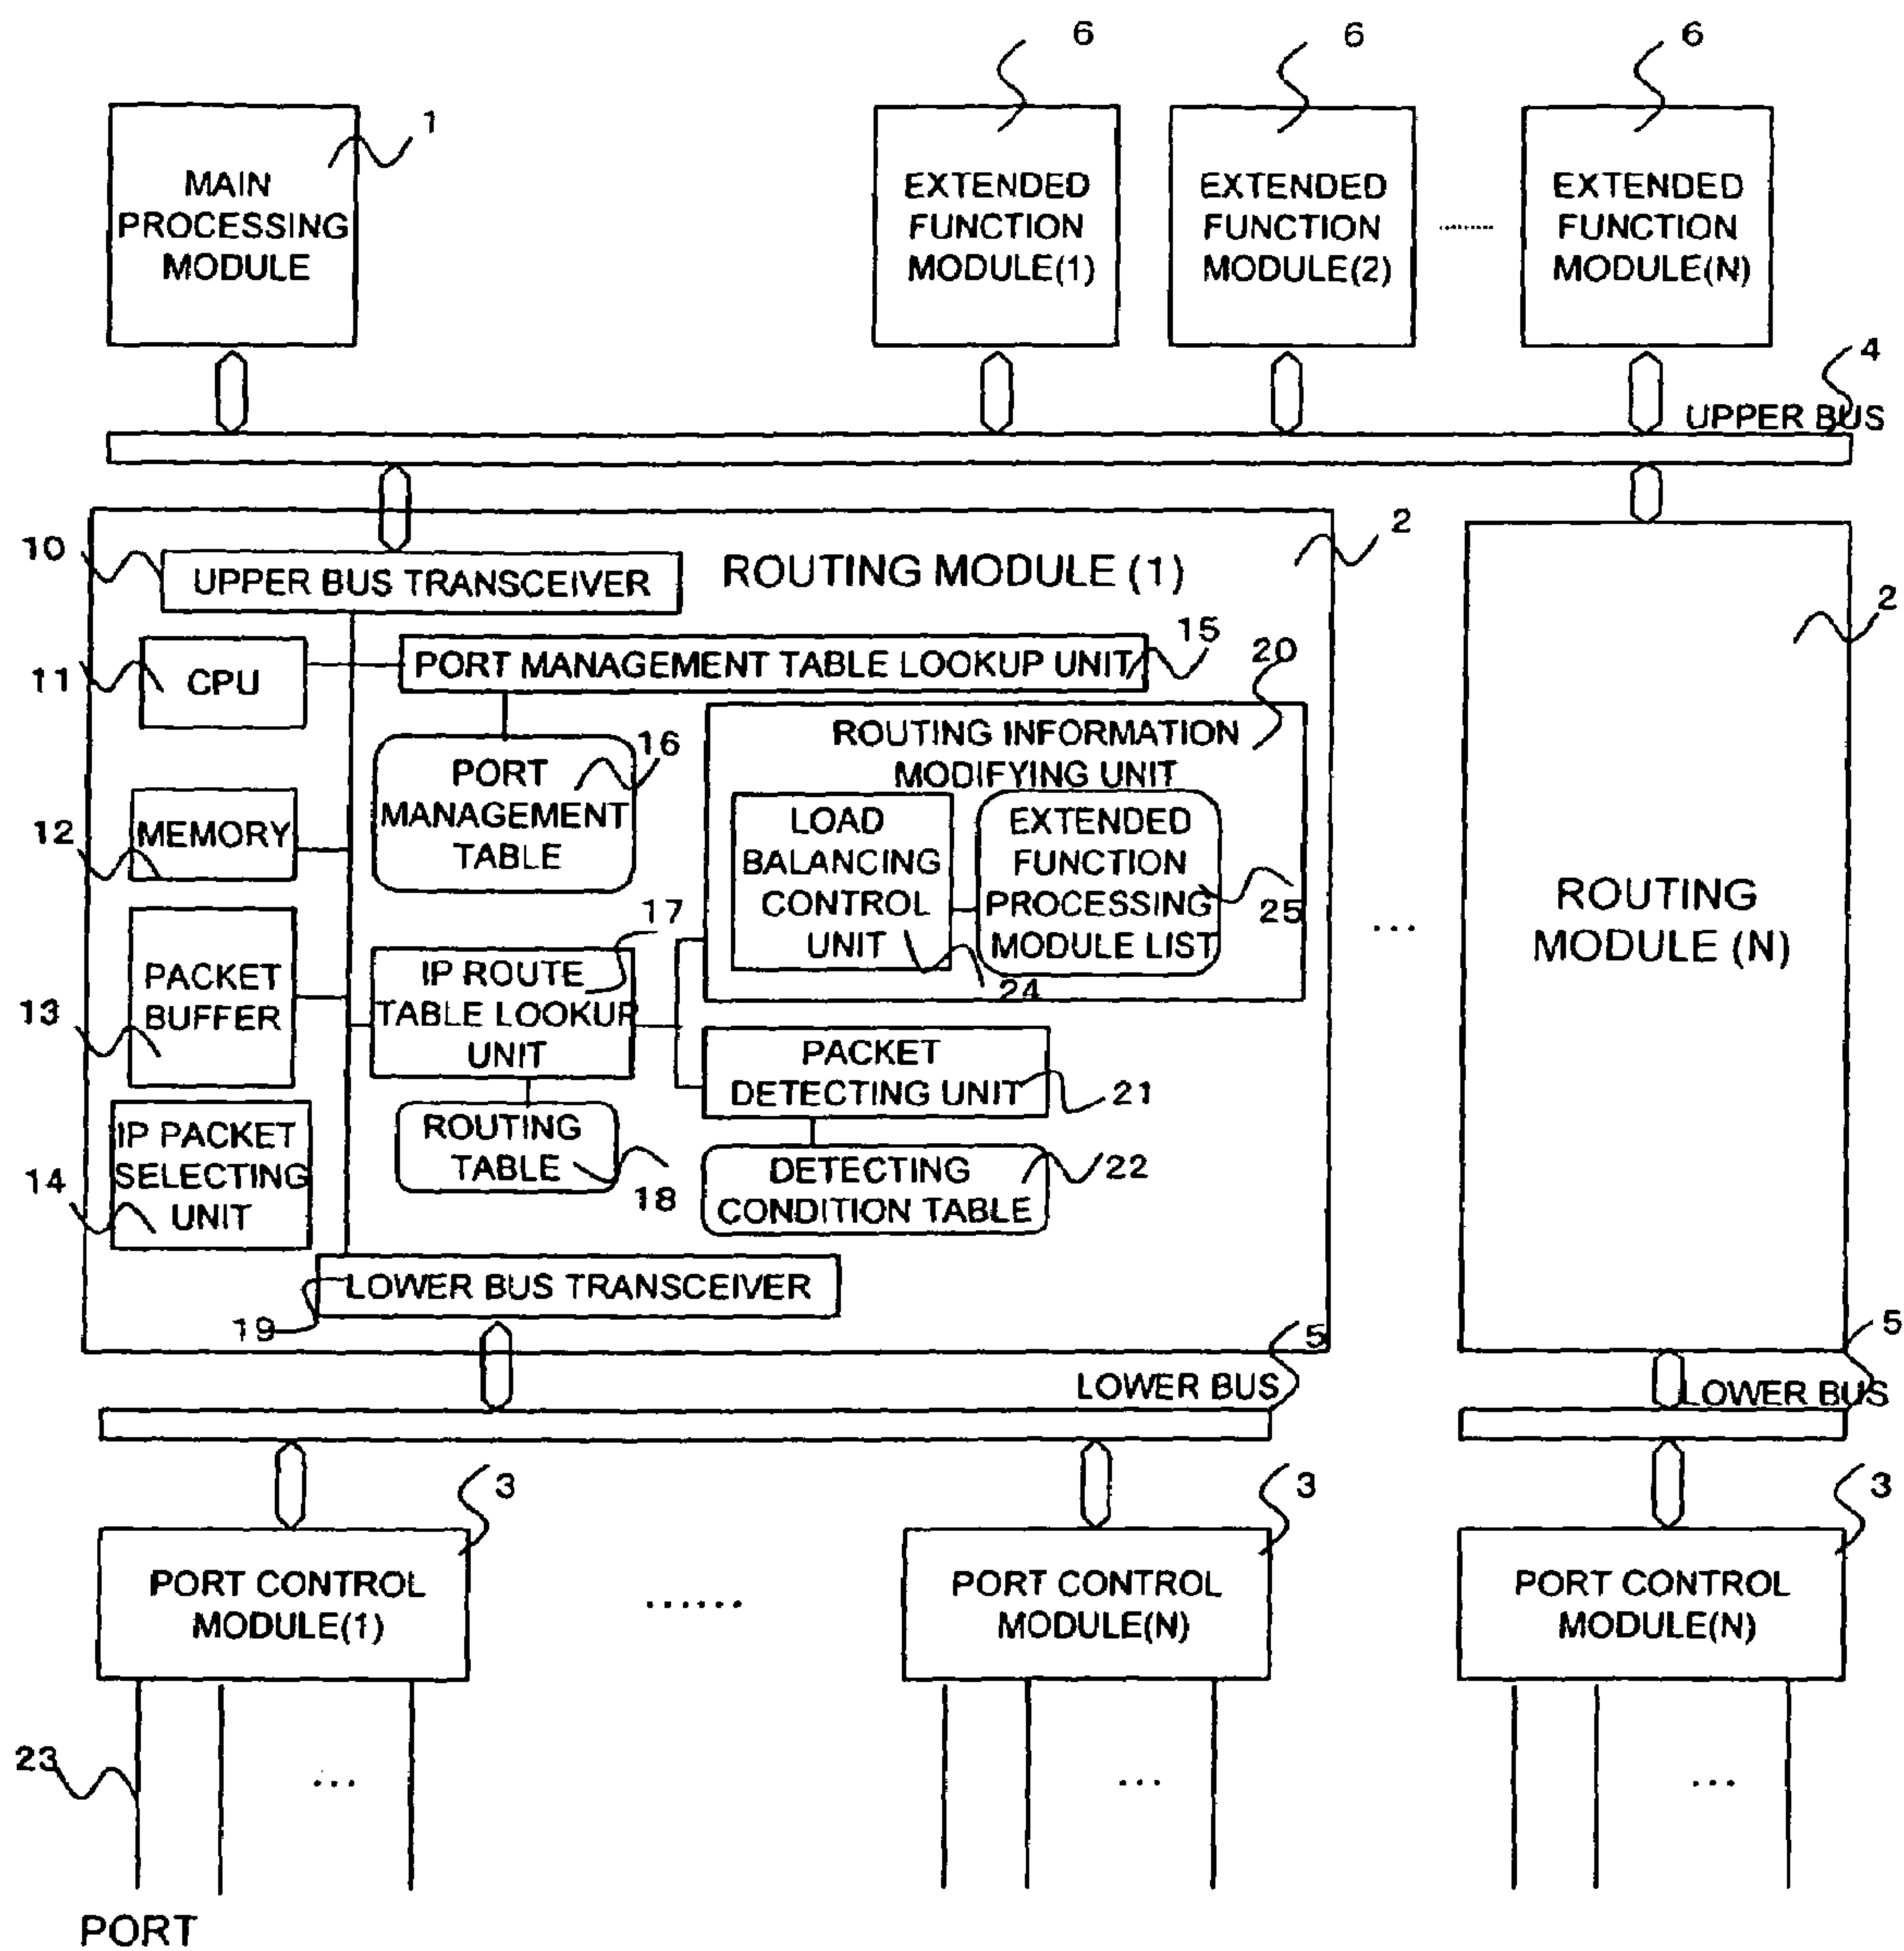 6
6
6
1
MAIN
PROCESSING
MODULE
EXTENDED
FUNCTION
MODULE(1)
EXTENDED
FUNCTION
MODULE(2)
........
EXTENDED
FUNCTION
MODULE(N)
4
UPPER BUS
2
10
UPPER BUS TRANSCEIVER
ROUTING MODULE (1)
2
15
11
CPU
PORT MANAGEMENT TABLE LOOKUP UNIT
20
16
PORT
MANAGEMENT
TABLE
ROUTING INFORMATION
MODIFYING UNIT
12
MEMORY
LOAD
BALANCING
CONTROL
UNIT
24
EXTENDED
FUNCTION
PROCESSING
MODULE LIST
25
...
ROUTING
MODULE (N)
13
PACKET
BUFFER
17
IP ROUTE
TABLE LOOKUP
UNIT
PACKET
DETECTING UNIT
21
14
IP PACKET
SELECTING
UNIT
ROUTING
TABLE
18
DETECTING
CONDITION TABLE
22
19
LOWER BUS TRANSCEIVER
5
LOWER BUS
5
LOWER BUS
3
PORT CONTROL
MODULE(1)
......
3
PORT CONTROL
MODULE(N)
3
PORT CONTROL
MODULE(N)
23
...
...
...
PORT